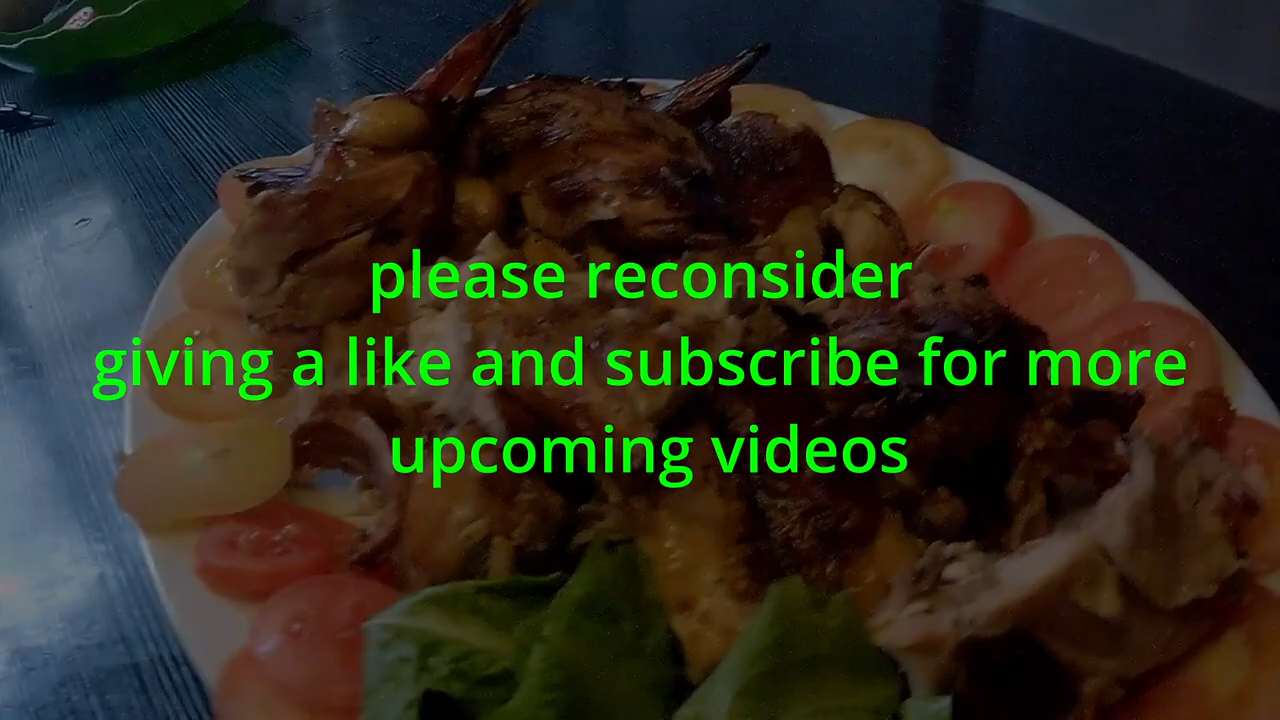 please reconsider
giving a like and subscribe for more
upcoming videos